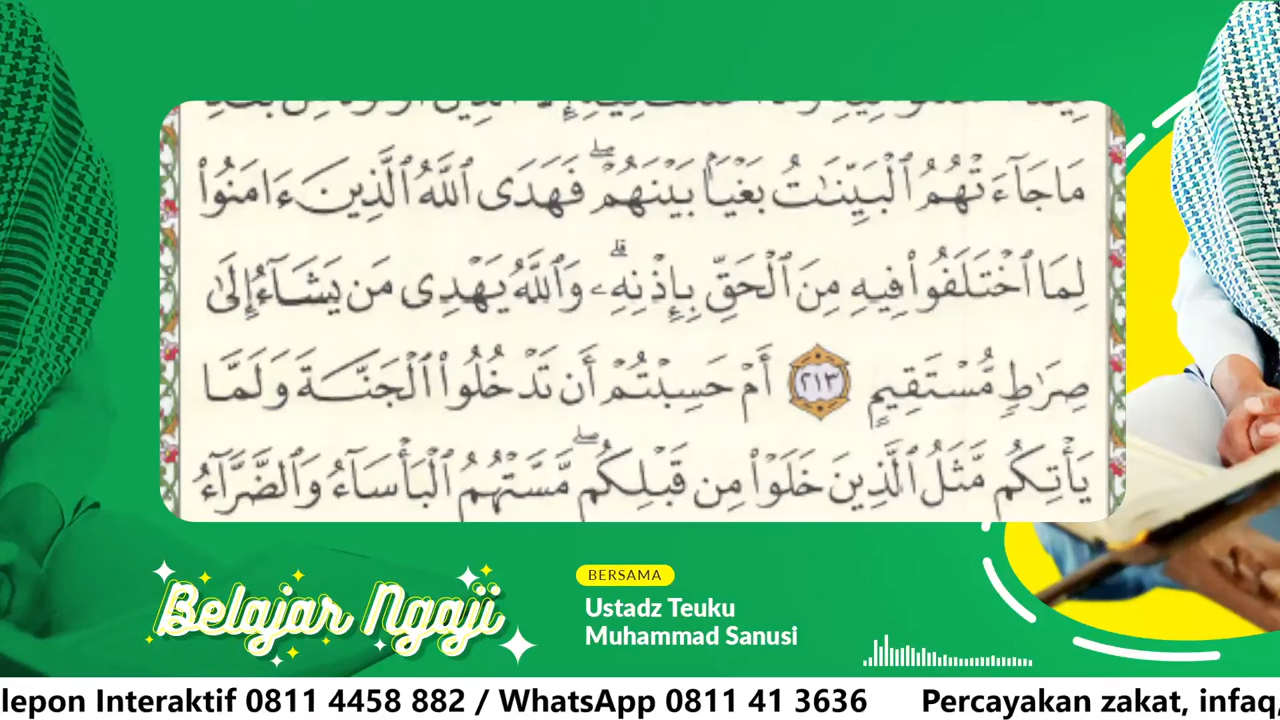 مَا جَآءَتْهُمُ ٱلْبَيِّنَـٰتُ بَغْيَۢا بَيْنَهُمْ ۖ فَهَدَى ٱللَّهُ ٱلَّذِينَ ءَامَنُوا۟
لِمَا ٱخْتَلَفُوا۟ فِيهِ مِنَ ٱلْحَقِّ بِإِذْنِهِۦ ۗ وَٱللَّهُ يَهْدِى مَن يَشَآءُ إِلَىٰ
صِرَٰطٍ مُّسْتَقِيمٍ ٢١٣ أَمْ حَسِبْتُمْ أَن تَدْخُلُوا۟ ٱلْجَنَّةَ وَلَمَّا
يَأْتِكُم مَّثَلُ ٱلَّذِينَ خَلَوْا۟ مِن قَبْلِكُم ۖ مَّسَّتْهُمُ ٱلْبَأْسَآءُ وَٱلضَّرَّآءُ
Belajar Ngaji
BERSAMA
Ustadz Teuku
Muhammad Sanusi
lepon Interaktif 0811 4458 882 / WhatsApp 0811 41 3636 Percayakan zakat, infaq,